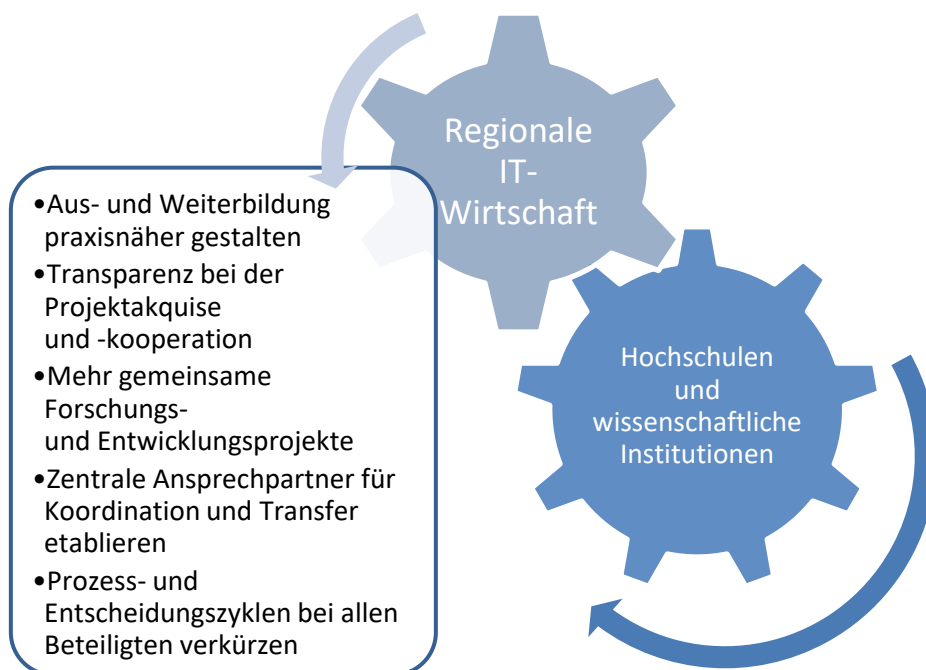 Regionale
IT-
Wirtschaft
•Aus- und Weiterbildung
praxisnäher gestalten
•Transparenz bei der
Projektakquise
und -kooperation
•Mehr gemeinsame
Forschungs-
und Entwicklungsprojekte
•Zentrale Ansprechpartner für
Koordination und Transfer
etablieren
•Prozess- und
Entscheidungszyklen bei allen
Beteiligten verkürzen
Hochschulen
und
wissenschaftliche
Institutionen